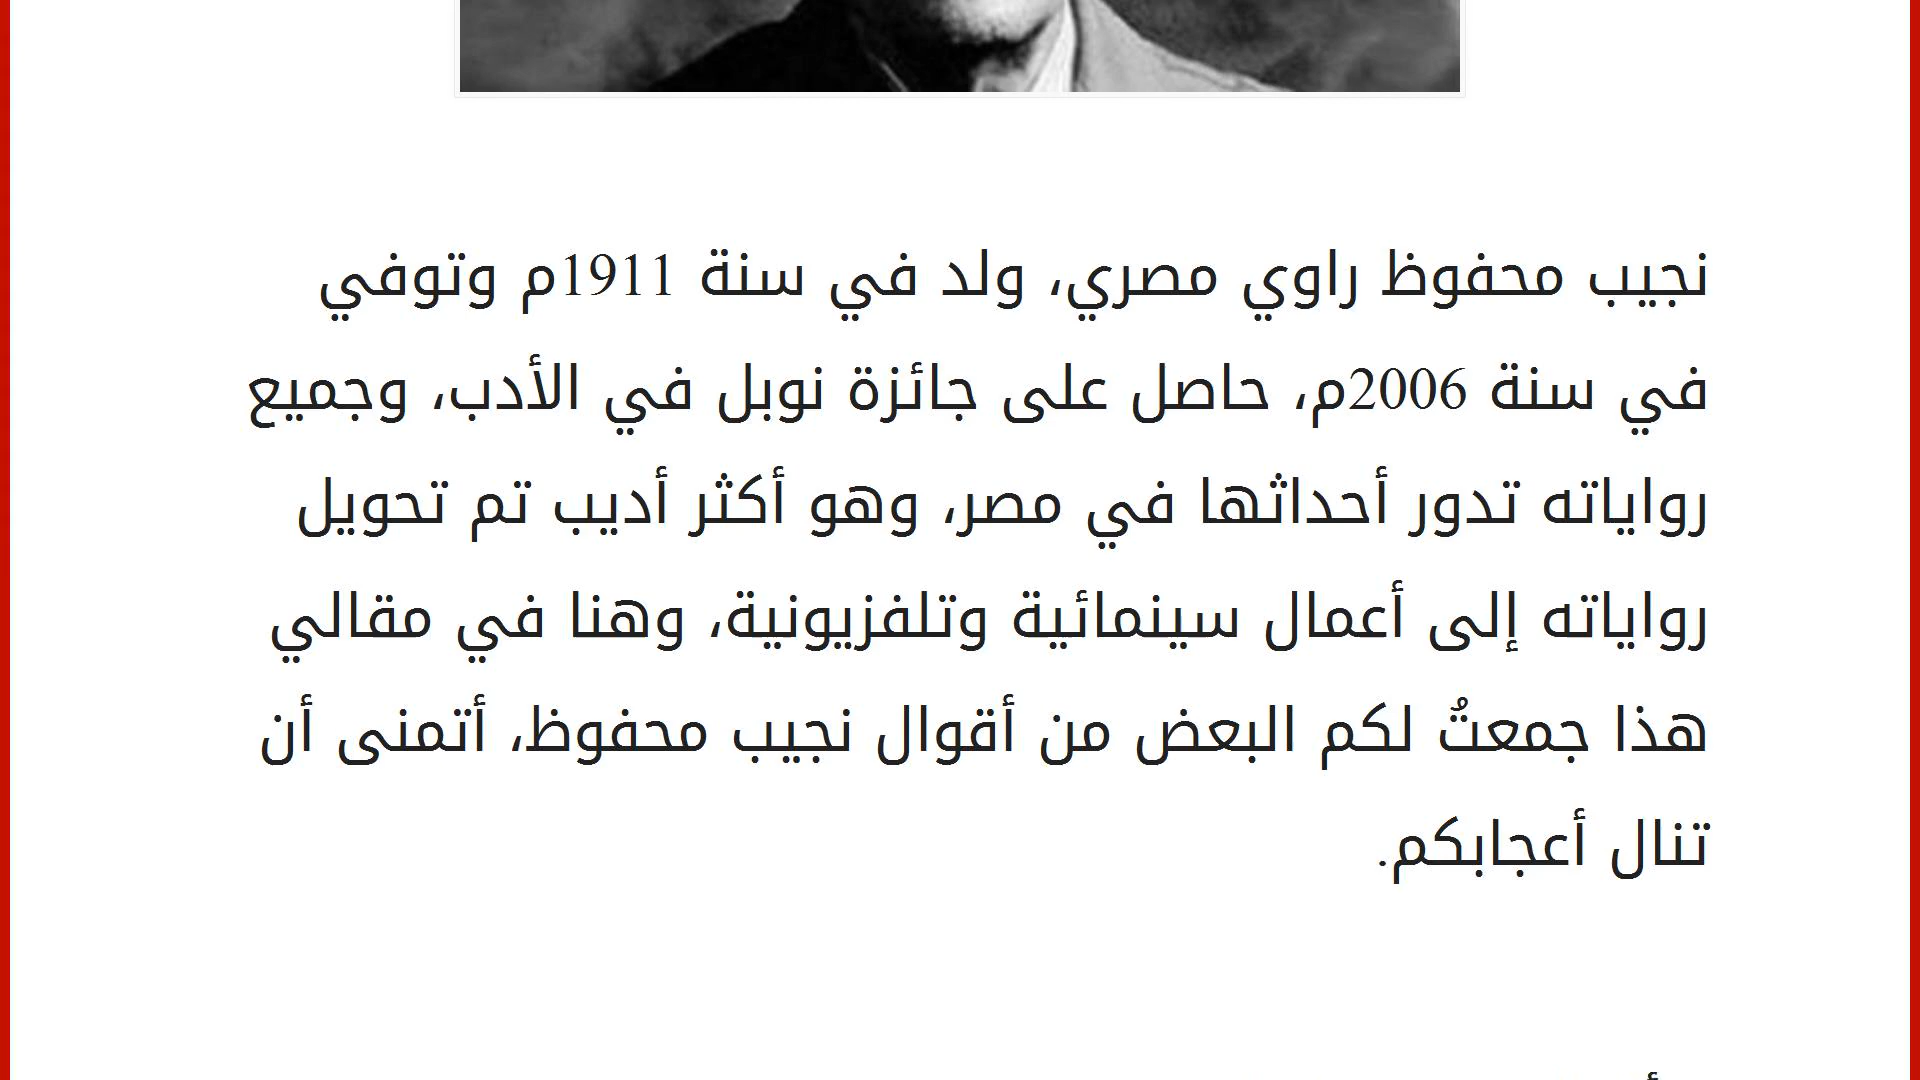 نجيب محفوظ راوي مصري، ولد في سنة 1911م وتوفي
في سنة 2006م، حاصل على جائزة نوبل في الأدب، وجميع
رواياته تدور أحداثها في مصر، وهو أكثر أديب تم تحويل
رواياته إلى أعمال سينمائية وتلفزيونية، وهنا في مقالي
هذا جمعتُ لكم البعض من أقوال نجيب محفوظ، أتمنى أن
تنال أعجابكم.